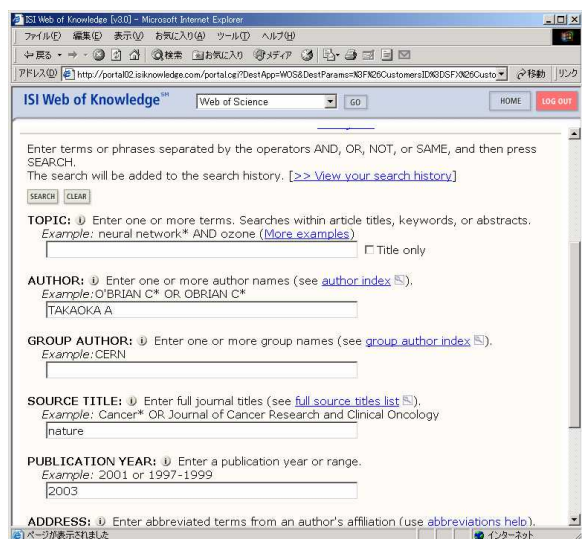 ISI Web of Knowledge [v3.0] - Microsoft Internet Explorer
ファイル(F) 編集(E) 表示(V) お気に入り(A) ツール(T) ヘルプ(H)
戻る 検索 お気に入り メディア
アドレス(D) http://portal02.isiknowledge.com/portal.cgi?DestApp=WOS&DestParams=%3F%26CustomersID%3DSFX%26Custo 移動 リンク
ISI Web of Knowledge SM Web of Science GO HOME LOG OUT
Enter terms or phrases separated by the operators AND, OR, NOT, or SAME, and then press
SEARCH.
The search will be added to the search history. [>> View your search history]
SEARCH CLEAR
TOPIC: Enter one or more terms. Searches within article titles, keywords, or abstracts.
Example: neural network* AND ozone (More examples)
Title only
AUTHOR: Enter one or more author names (see author index).
Example: O'BRIAN C* OR OBRIAN C*
TAKAOKA A
GROUP AUTHOR: Enter one or more group names (see group author index).
Example: CERN
SOURCE TITLE: Enter full journal titles (see full source titles list).
Example: Cancer* OR Journal of Cancer Research and Clinical Oncology
nature
PUBLICATION YEAR: Enter a publication year or range.
Example: 2001 or 1997-1999
2003
ADDRESS: Enter abbreviated terms from an author's affiliation (use abbreviations help).
ページが表示されました インターネット